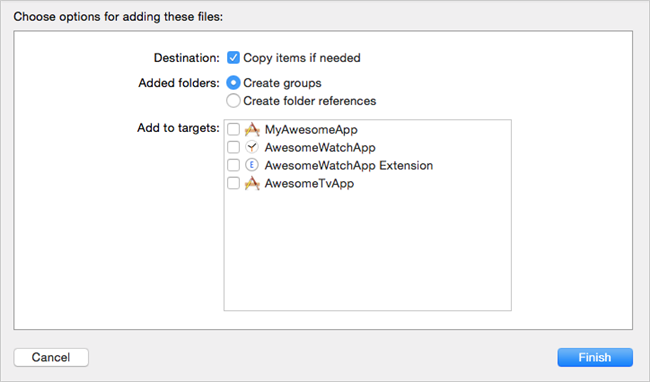 Choose options for adding these files:
Destination: Copy items if needed
Added folders: Create groups
Create folder references
Add to targets: MyAwesomeApp
AwesomeWatchApp
E AwesomeWatchApp Extension
AwesomeTvApp
Cancel Finish